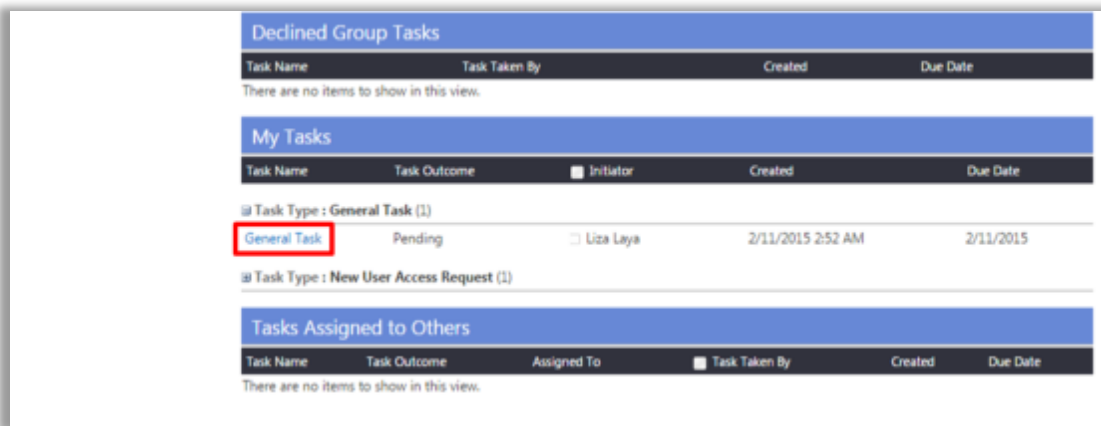 Declined Group Tasks
Task Name Task Taken By Created Due Date
There are no items to show in this view.
My Tasks
Task Name Task Outcome Initiator Created Due Date
Task Type : General Task (1)
General Task Pending Liza Laya 2/11/2015 2:52 AM 2/11/2015
Task Type : New User Access Request (1)
Tasks Assigned to Others
Task Name Task Outcome Assigned To Task Taken By Created Due Date
There are no items to show in this view.